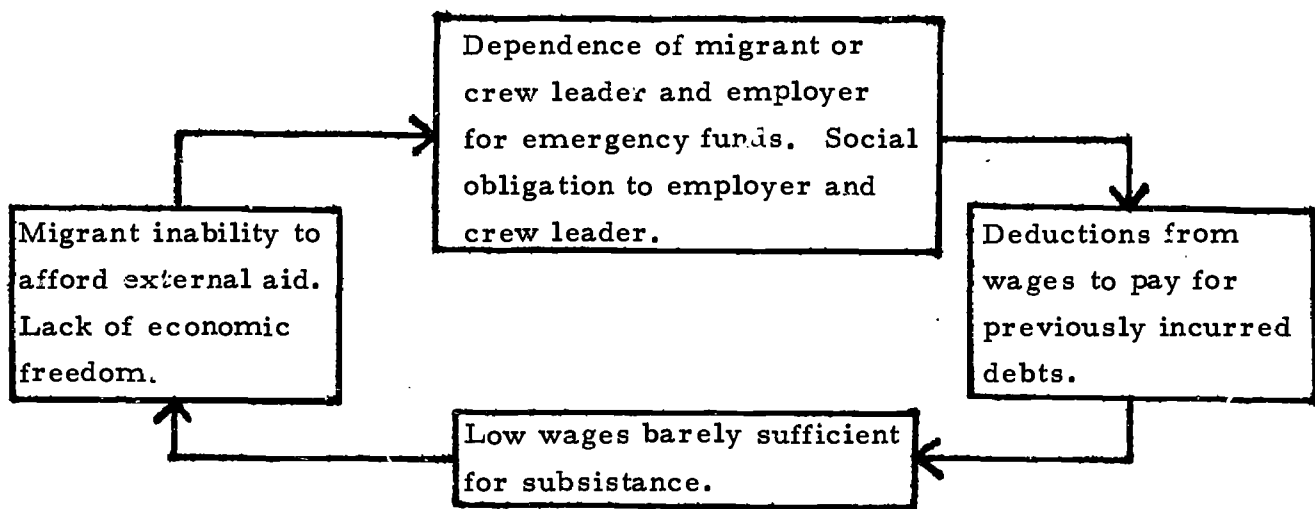 Dependence of migrant or
crew leader and employer
for emergency funds. Social
obligation to employer and
crew leader.
Migrant inability to
afford external aid.
Lack of economic
freedom.
Deductions from
wages to pay for
previously incurred
debts.
Low wages barely sufficient
for subsistance.